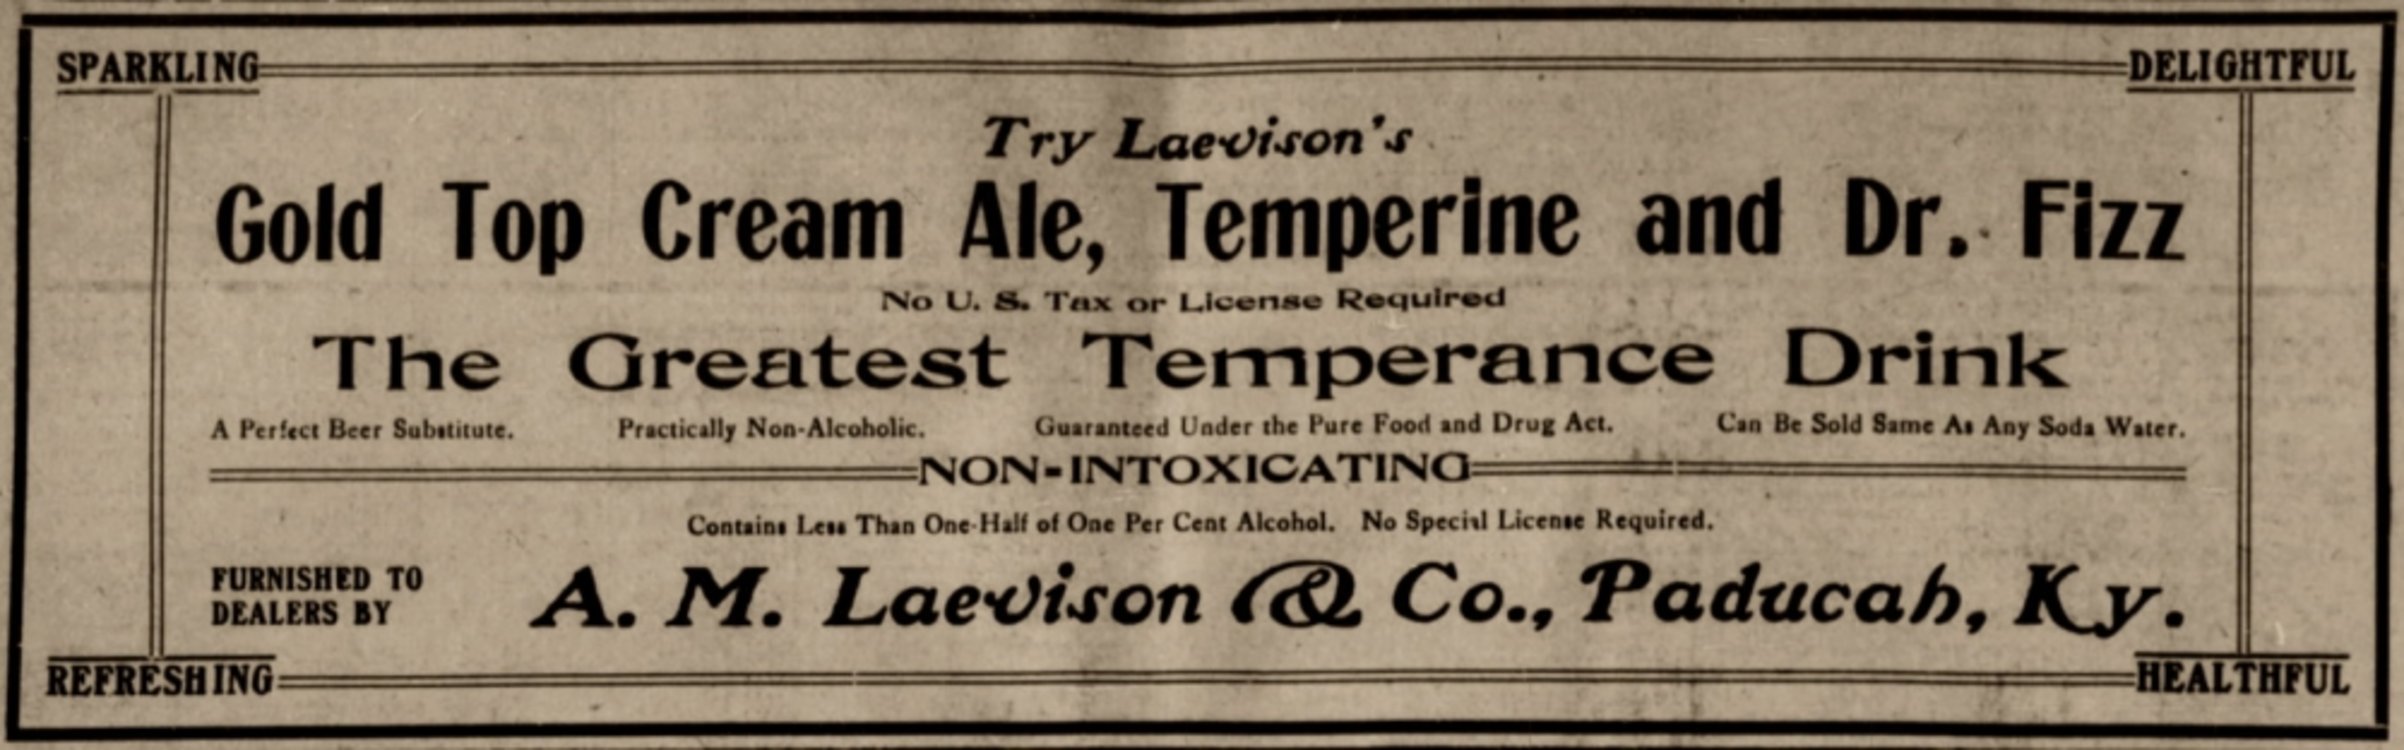 SPARKLING DELIGHTFUL
Try Laevison's
Gold Top Cream Ale, Temperine and Dr. Fizz
No U. S. Tax or License Required
The Greatest Temperance Drink
A Perfect Beer Substitute. Practically Non-Alcoholic. Guaranteed Under the Pure Food and Drug Act. Can Be Sold Same As Any Soda Water.
NON-INTOXICATING
Contains Less Than One-Half of One Per Cent Alcohol. No Special License Required.
FURNISHED TO
DEALERS BY
A. M. Laevison & Co., Paducah, Ky.
REFRESHING HEALTHFUL